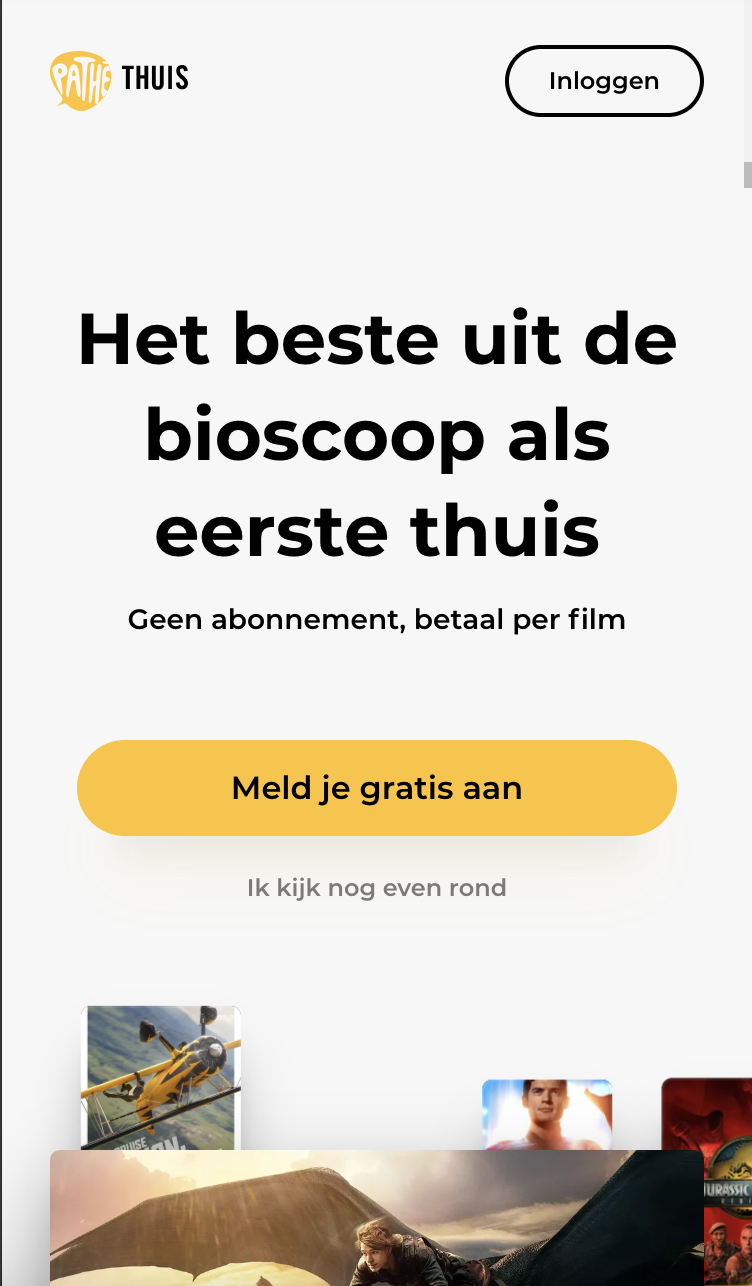 PATHE THUIS
Inloggen
Het beste uit de
bioscoop als
eerste thuis
Geen abonnement, betaal per film
Meld je gratis aan
Ik kijk nog even rond
JURASSIC